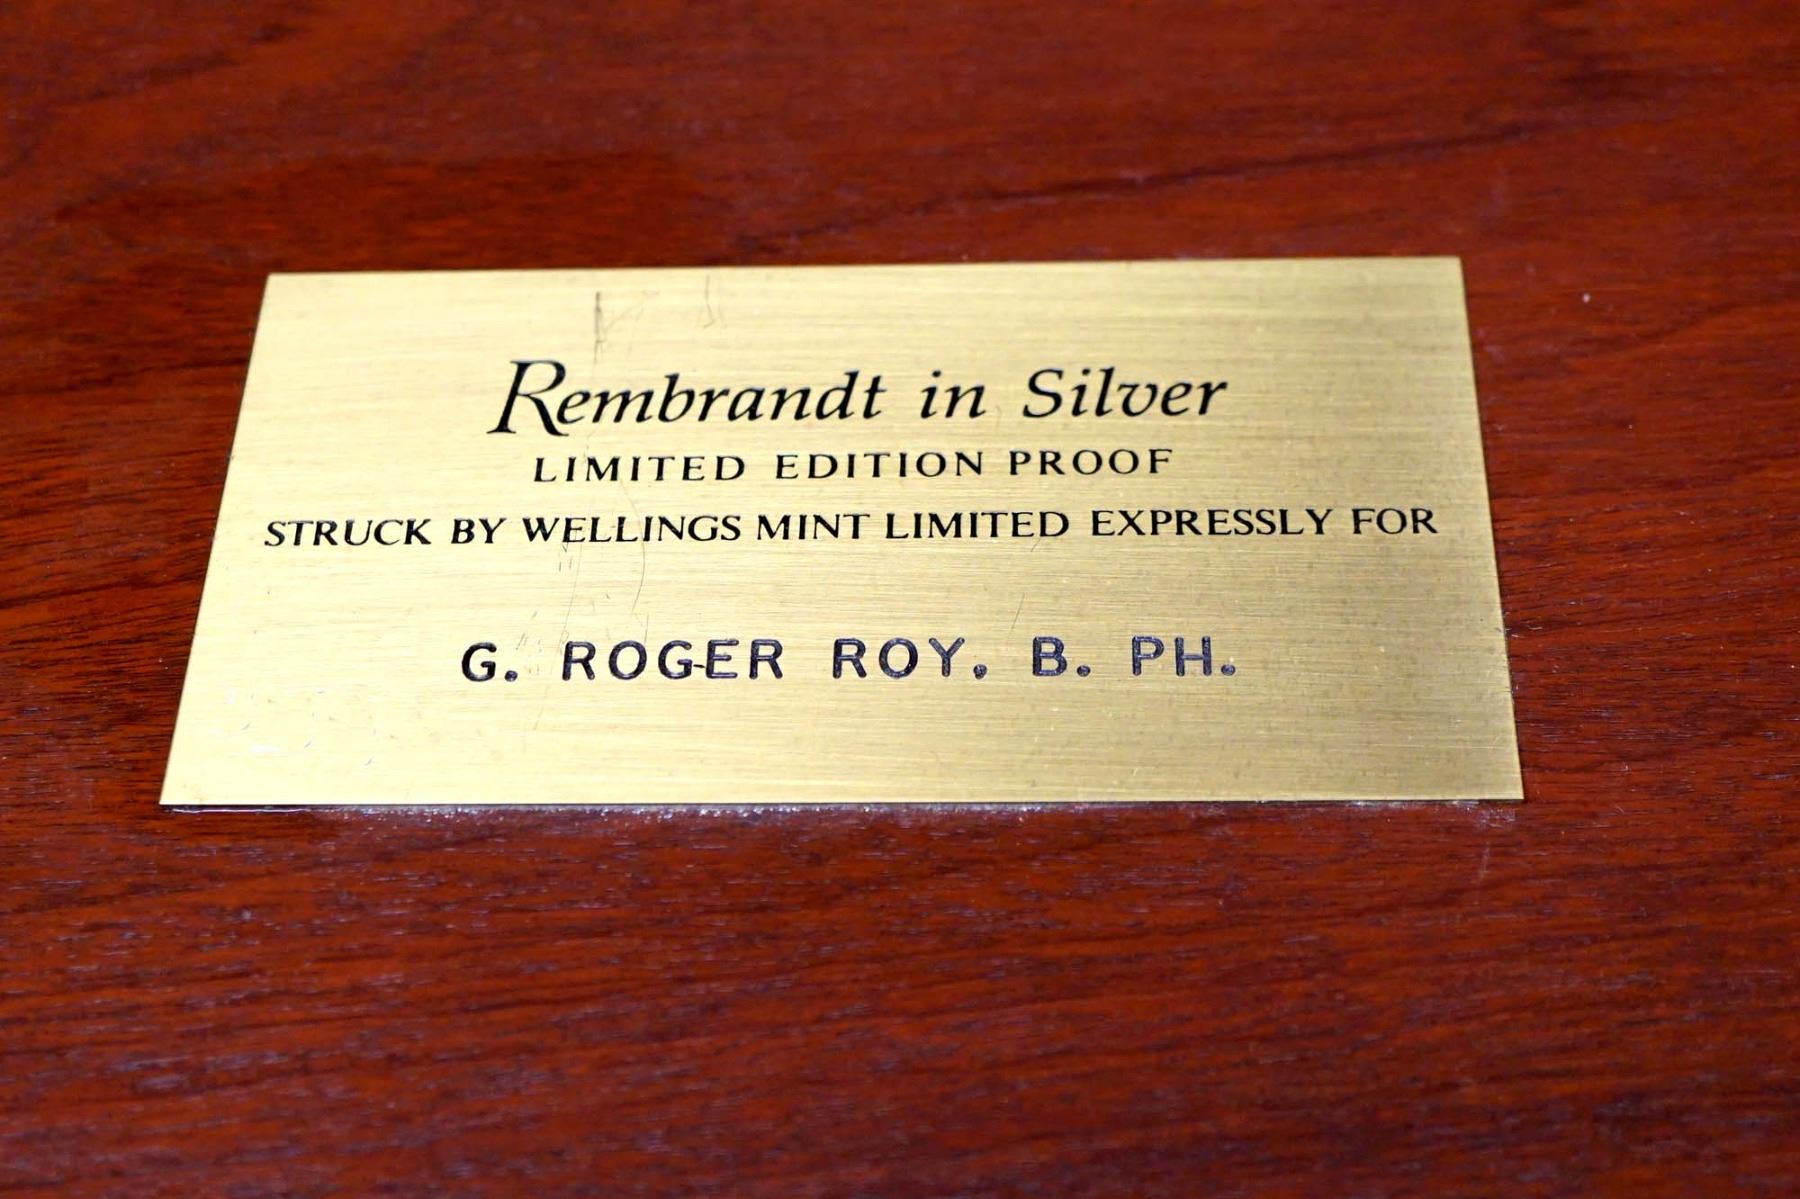 Rembrandt in Silver
LIMITED EDITION PROOF
STRUCK BY WELLINGS MINT LIMITED EXPRESSLY FOR
G. ROGER ROY, B. PH.